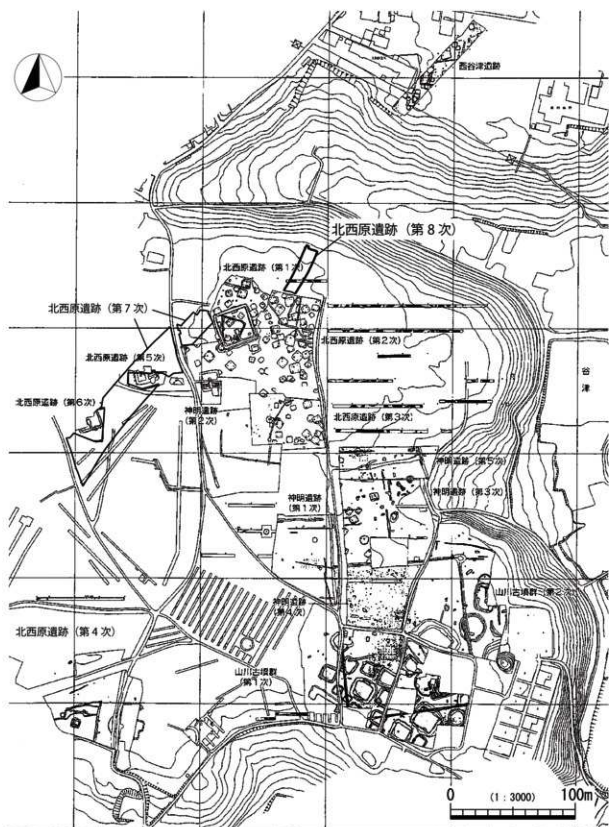 西谷津遺跡
北西原遺跡（第８次）
北西原遺跡（第１次）
北西原遺跡（第７次）
北西原遺跡（第２次）
北西原遺跡（第５次）
谷津
北西原遺跡（第６次）
神明遺跡
（第２次）
北西原遺跡（第３次）
神明遺跡（第５次）
神明遺跡
（第１次）
神明遺跡（第３次）
山川古墳群（第２次）
神明遺跡
（第４次）
北西原遺跡（第４次）
山川古墳群
（第１次）
0　（1：3000）　100m